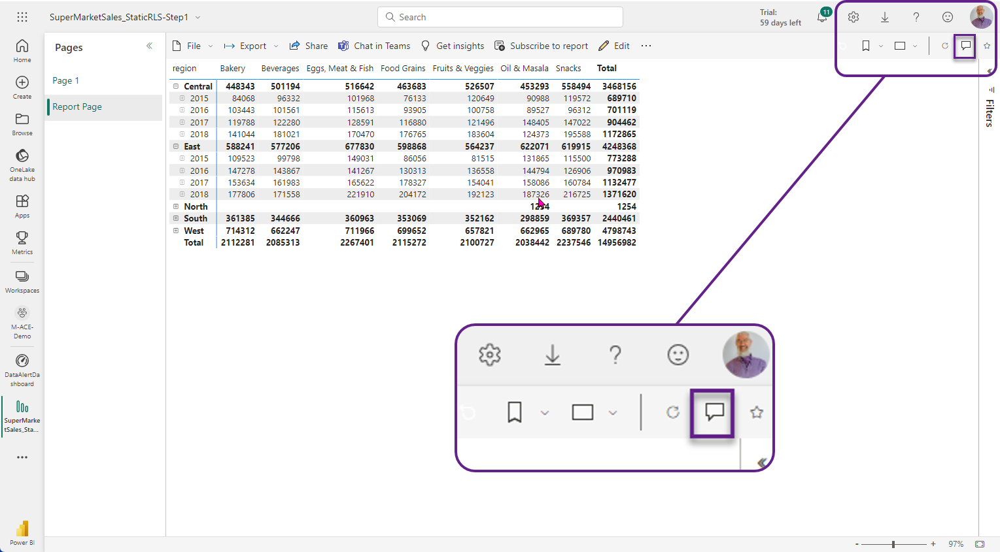 SuperMarketSales_StaticRLS-Step1
Search
Trial:
59 days left
11
Home
Create
Browse
OneLake
data hub
Apps
Metrics
Workspaces
M-ACE-
Demo
DataAlertDa
shboard
SuperMarke
tSales_Sta...
Power BI
Pages
Page 1
Report Page
File Export Share Chat in Teams Get insights Subscribe to report Edit
region Bakery Beverages Eggs, Meat & Fish Food Grains Fruits & Veggies Oil & Masala Snacks Total
Central 448343 501194 516642 463683 526507 453293 558494 3468156
2015 84068 96332 101968 76133 120649 90988 119572 689710
2016 103443 101561 115613 93905 100758 89527 96312 701119
2017 119788 122280 128591 116880 121496 148405 147022 904462
2018 141044 181021 170470 176765 183604 124373 195588 1172865
East 588241 577206 677830 598868 564237 622071 619915 4248368
2015 109523 99798 149031 86056 81515 131865 115500 773288
2016 147278 143867 141267 130313 136558 144794 126906 970983
2017 153634 161983 165622 178327 154041 158086 160784 1132477
2018 177806 171558 221910 204172 192123 187326 216725 1371620
North 1254 1254
South 361385 344666 360963 353069 352162 298859 369357 2440461
West 714312 662247 711966 699652 657821 662965 689780 4798743
Total 2112281 2085313 2267401 2115272 2100727 2038442 2237546 14956982
Filters
- + 97%